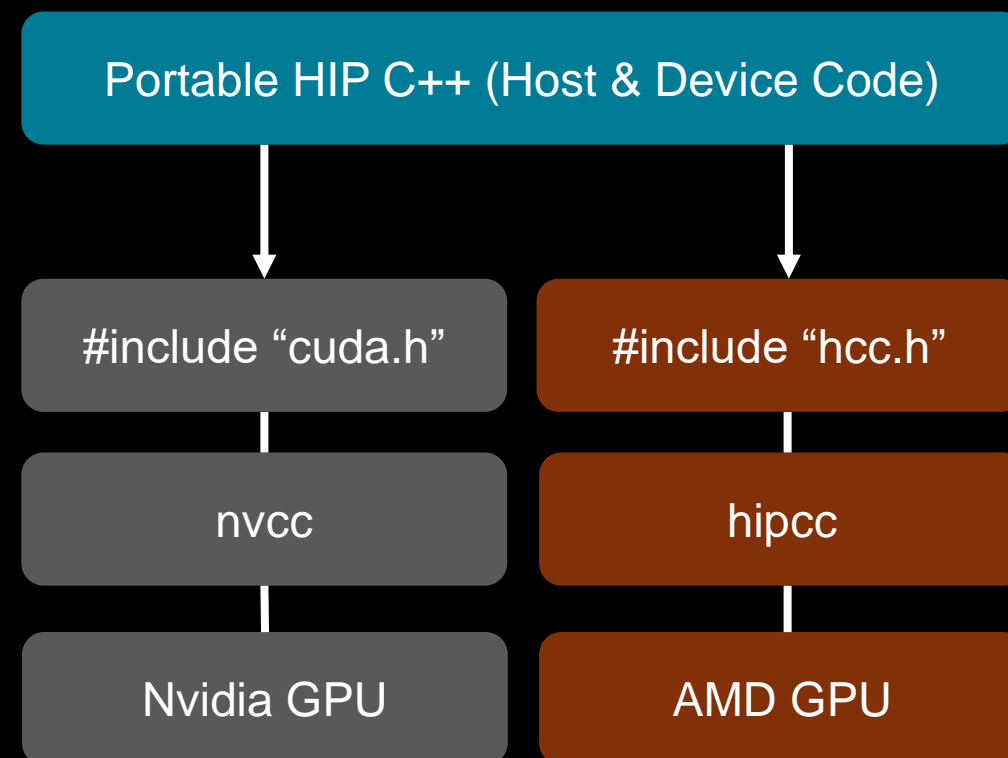 Portable HIP C++ (Host & Device Code)
#include “cuda.h”
#include “hcc.h”
nvcc
hipcc
Nvidia GPU
AMD GPU